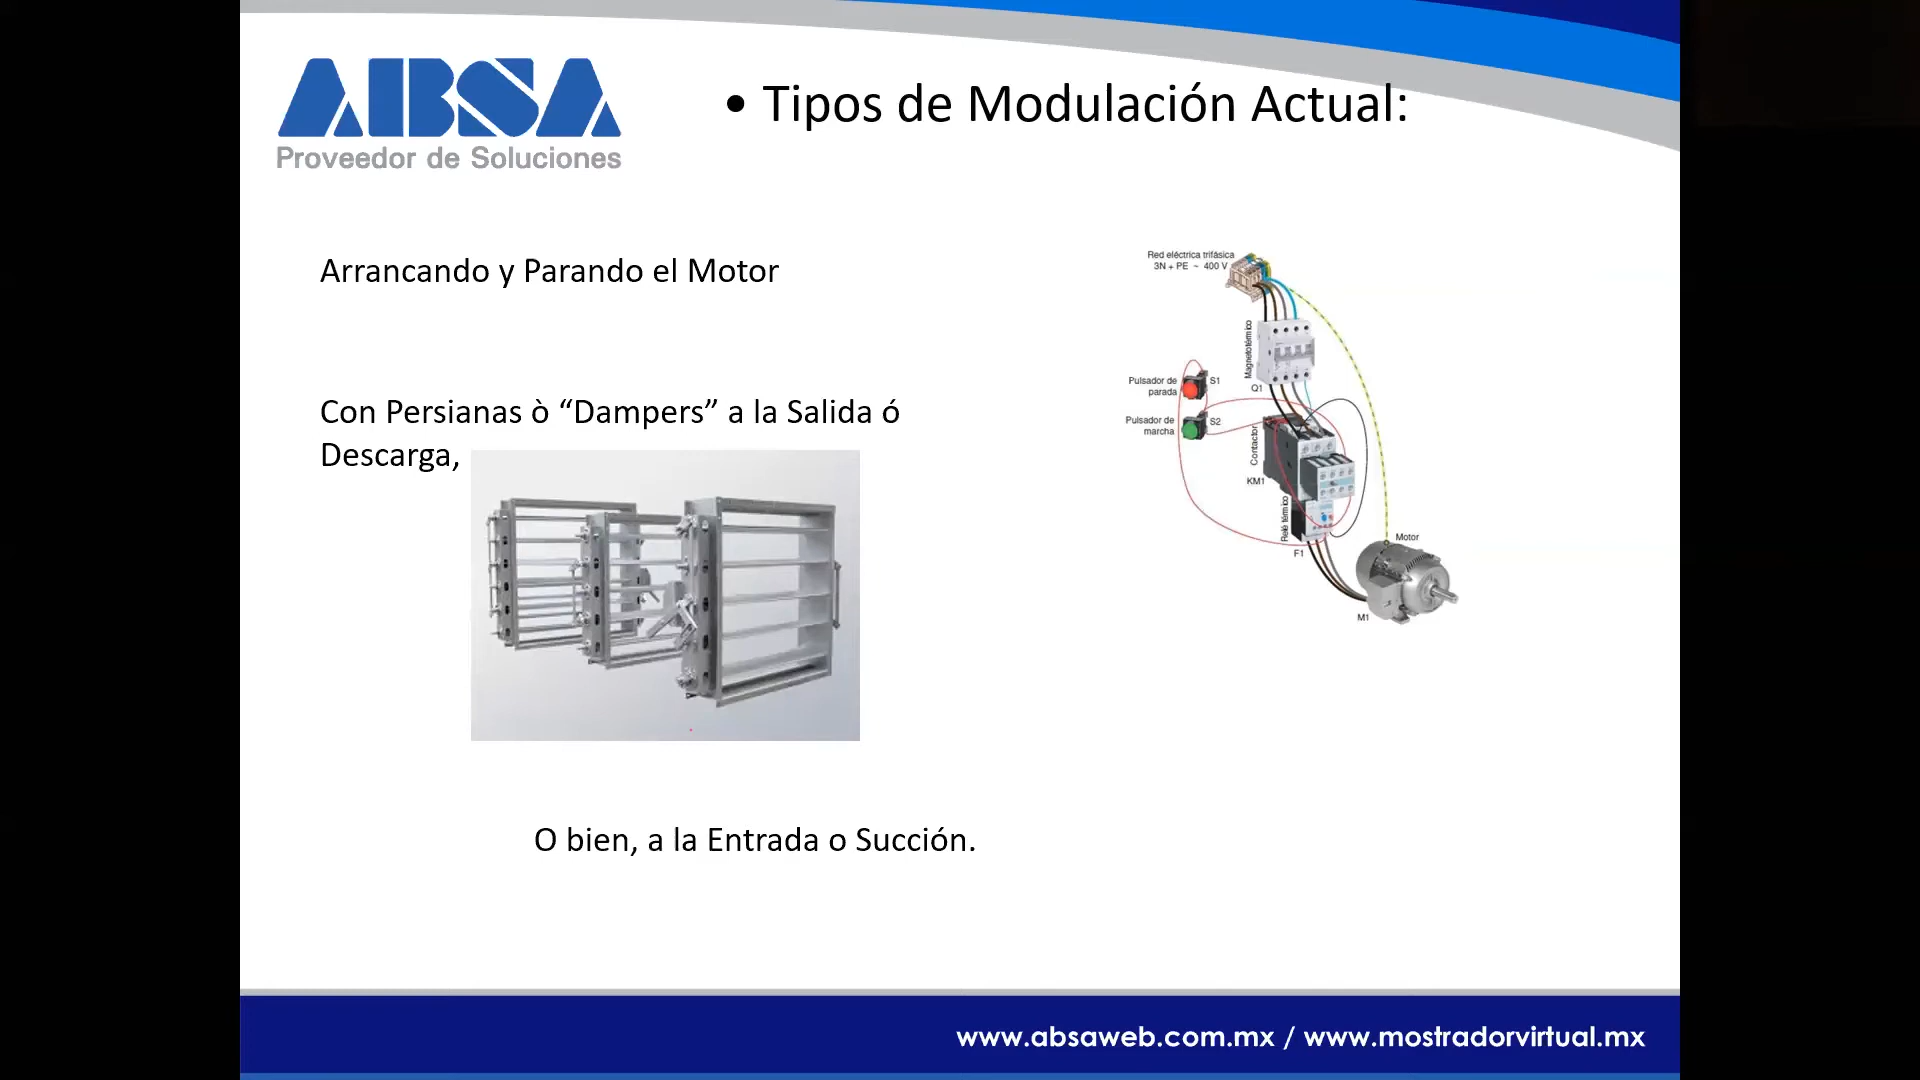 ABSA
Proveedor de Soluciones
• Tipos de Modulación Actual:
Arrancando y Parando el Motor
Con Persianas ò “Dampers” a la Salida ó
Descarga,
O bien, a la Entrada o Succión.
Red eléctrica trifásica
3N + PE ~ 400 V
Magnetotérmico
Q1
Pulsador de
parada
S1
Pulsador de
marcha
S2
Contactor
KM1
Relé térmico
F1
Motor
M1
www.absaweb.com.mx / www.mostradorvirtual.mx